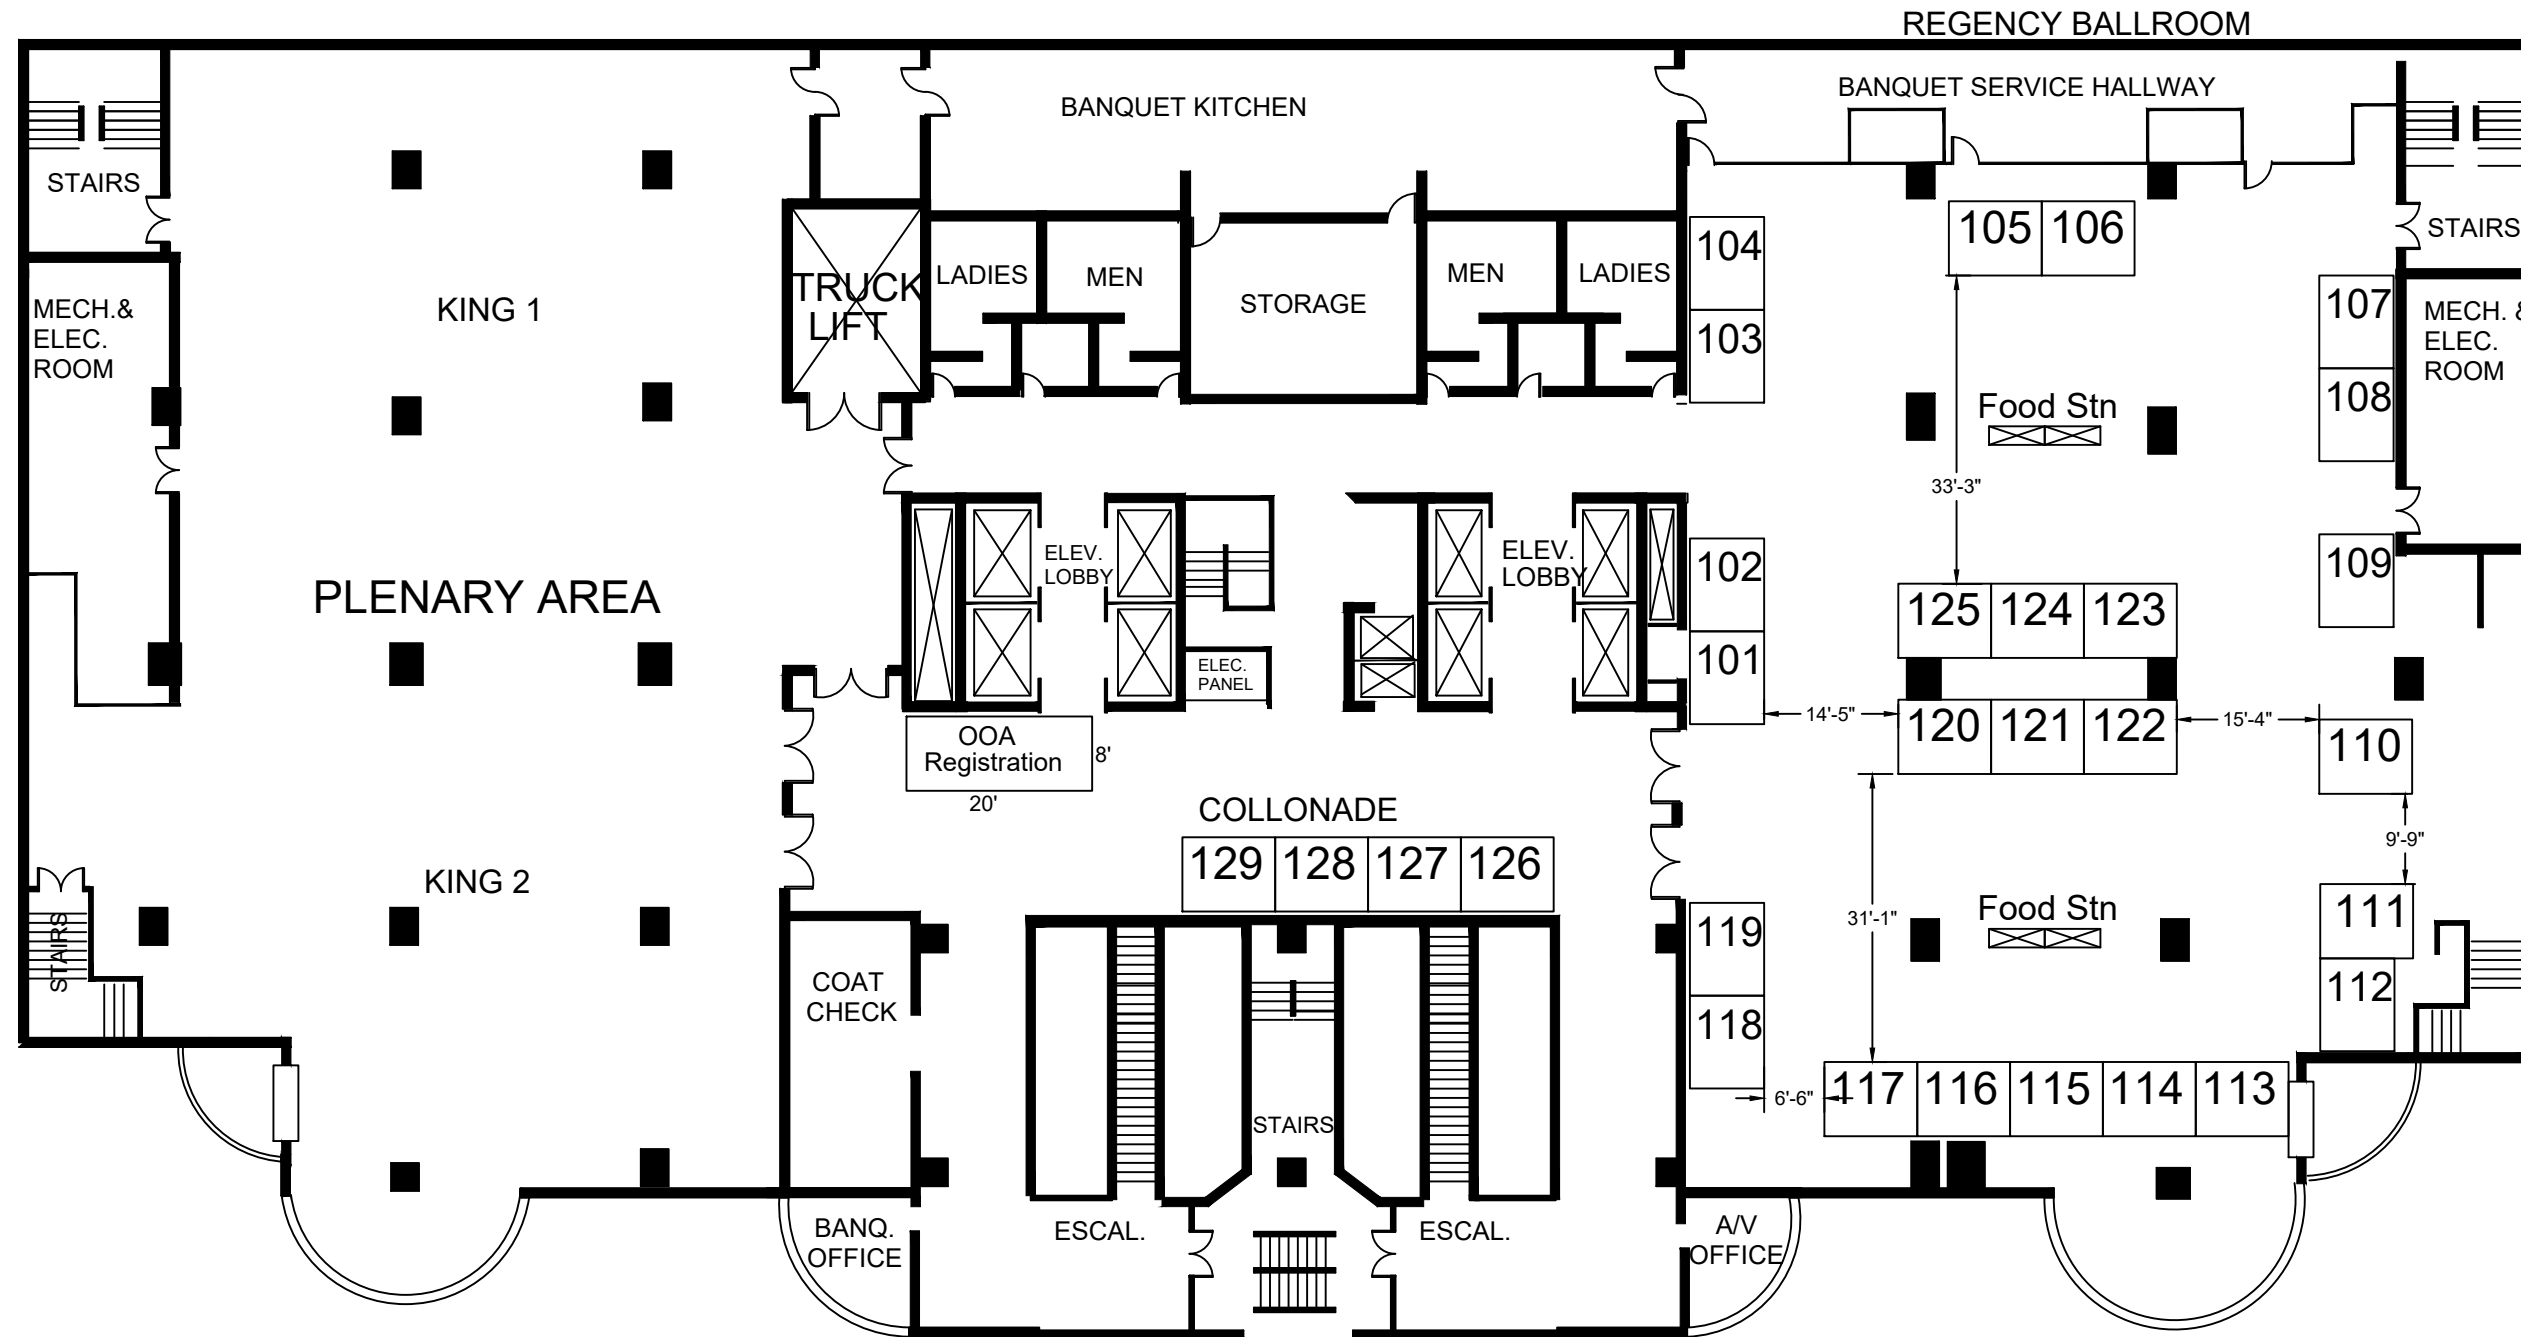 REGENCY BALLROOM
BANQUET SERVICE HALLWAY
BANQUET KITCHEN
STAIRS
105 106
STAIRS
104
LADIES
MEN
STORAGE
MEN
LADIES
TRUCK
LIFT
KING 1
MECH.&
ELEC.
ROOM
103
107
MECH. &
ELEC.
ROOM
108
Food Stn
33'-3"
ELEV.
LOBBY
ELEV.
LOBBY
102
109
PLENARY AREA
125 124 123
101
ELEC.
PANEL
14'-5"
120 121 122
15'-4"
110
OOA
Registration
8'
20'
COLLONADE
9'-9"
129 128 127 126
KING 2
STAIRS
119
31'-1"
Food Stn
111
COAT
CHECK
118
112
6'-6"
117 116 115 114 113
STAIRS
BANQ.
OFFICE
ESCAL.
ESCAL.
A/V
OFFICE